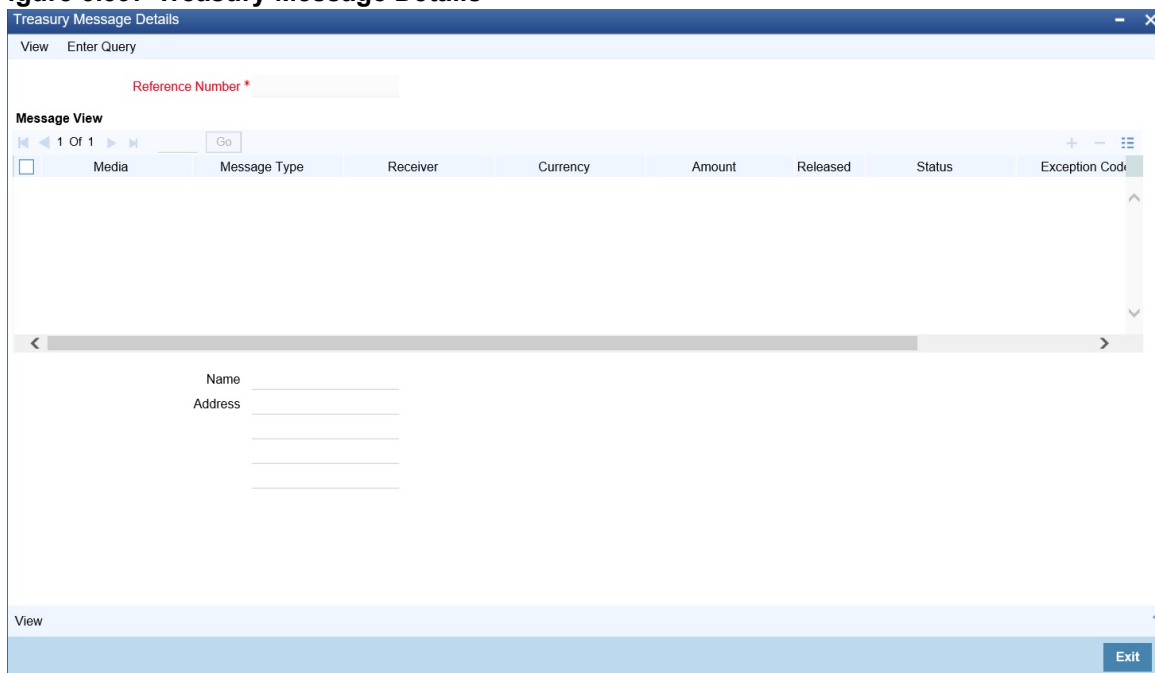 Treasury Message Details
View Enter Query
Reference Number *
Message View
1 Of 1 Go
Media Message Type Receiver Currency Amount Released Status Exception Code
Name
Address
View
Exit